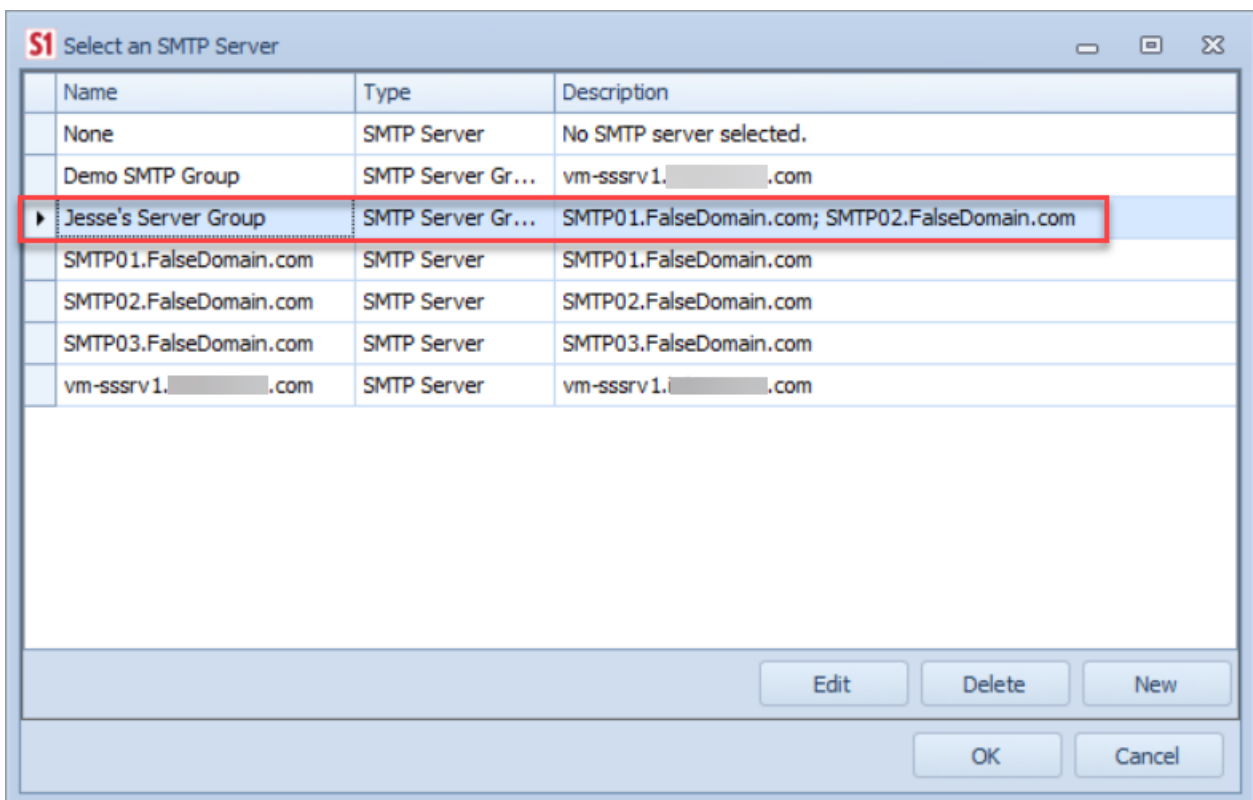 S1 Select an SMTP Server
Name Type Description
None SMTP Server No SMTP server selected.
Demo SMTP Group SMTP Server Gr... vm-sssrv1. .com
Jesse's Server Group SMTP Server Gr... SMTP01.FalseDomain.com; SMTP02.FalseDomain.com
SMTP01.FalseDomain.com SMTP Server SMTP01.FalseDomain.com
SMTP02.FalseDomain.com SMTP Server SMTP02.FalseDomain.com
SMTP03.FalseDomain.com SMTP Server SMTP03.FalseDomain.com
vm-sssrv1. .com SMTP Server vm-sssrv1. .com
Edit Delete New
OK Cancel